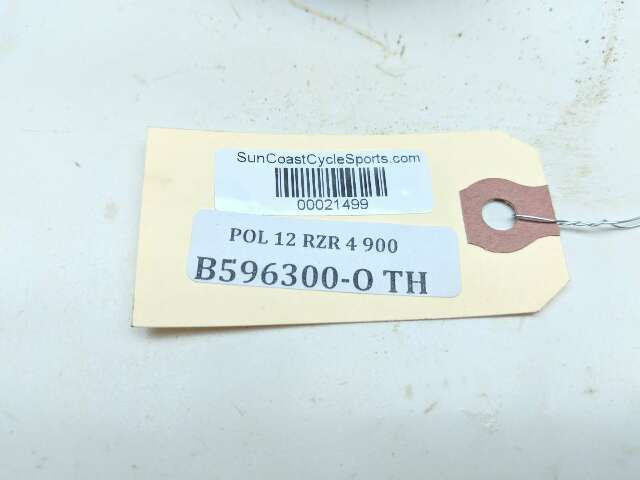 SunCoastCycleSports.com
00021499
POL 12 RZR 4 900
B596300-O TH